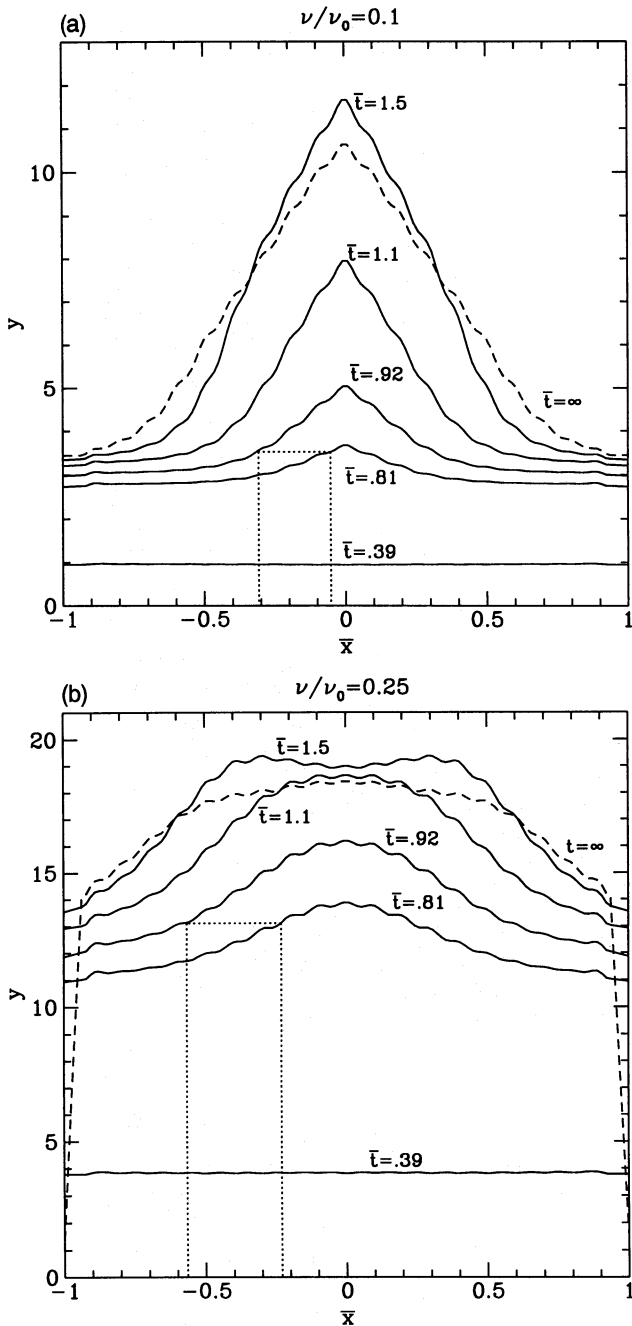 (a)
ν/ν₀=0.1
t̄=1.5
10
t̄=1.1
y
t̄=.92
5
t̄=∞
t̄=.81
t̄=.39
0
-1 -0.5 0 0.5 1
x̄
(b)
ν/ν₀=0.25
20
t̄=1.5
t̄=1.1
t̄=.92
t=∞
15
t̄=.81
y
10
5
t̄=.39
0
-1 -0.5 0 0.5 1
x̄